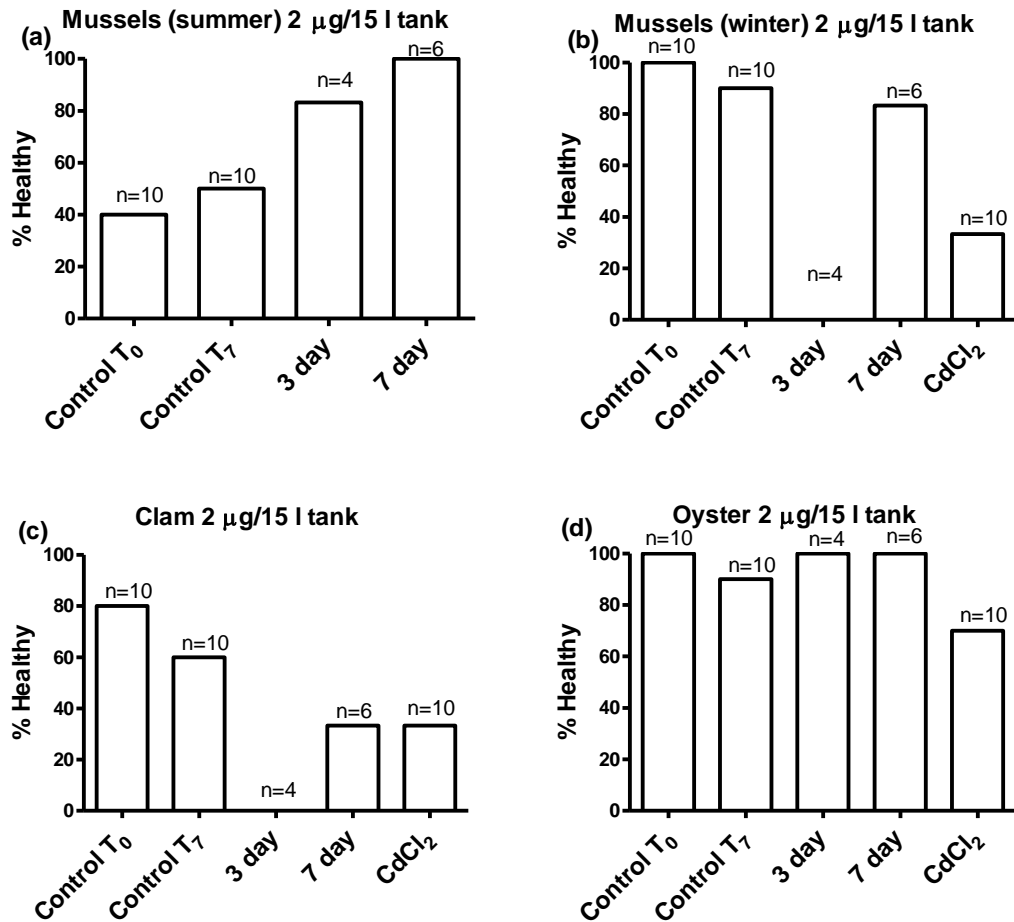 (a)
Mussels (summer) 2 μg/15 l tank
% Healthy
100
80
60
40
20
0
n=10
n=10
n=4
n=6
Control T₀
Control T₇
3 day
7 day
(b)
Mussels (winter) 2 μg/15 l tank
% Healthy
100
80
60
40
20
0
n=10
n=10
n=4
n=6
n=10
Control T₀
Control T₇
3 day
7 day
CdCl₂
(c)
Clam 2 μg/15 l tank
% Healthy
100
80
60
40
20
0
n=10
n=10
n=4
n=6
n=10
Control T₀
Control T₇
3 day
7 day
CdCl₂
(d)
Oyster 2 μg/15 l tank
% Healthy
100
80
60
40
20
0
n=10
n=10
n=4
n=6
n=10
Control T₀
Control T₇
3 day
7 day
CdCl₂